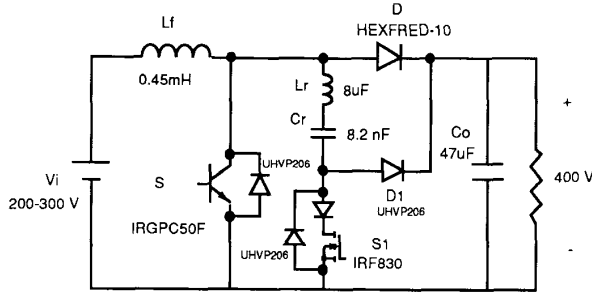 Lf
0.45mH
D
HEXFRED-10
Lr
8uF
Cr
8.2 nF
Co
47uF
+
400 V
-
Vi
200-300 V
S
IRGPC50F
UHVP206
D1
UHVP206
UHVP206
S1
IRF830